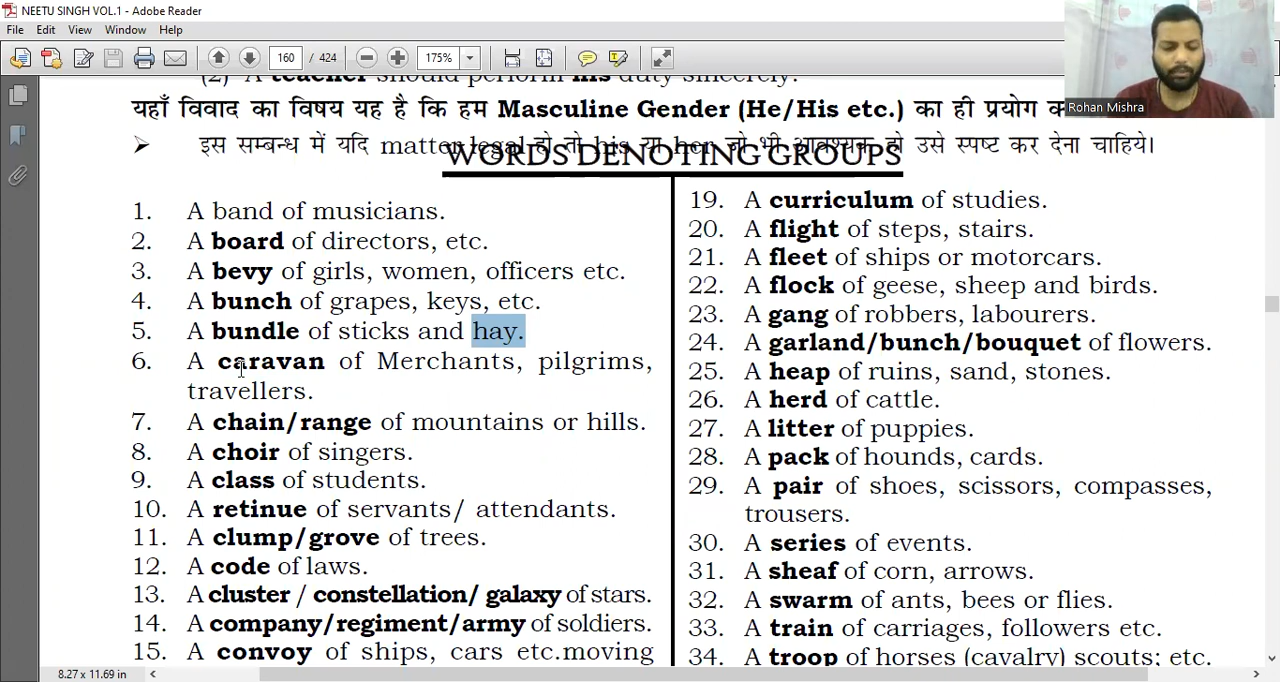 NEETU SINGH VOL.1 - Adobe Reader
File Edit View Window Help
160 / 424 175%
(2) A teacher should perform his duty sincerely.
यहाँ विवाद का विषय यह है कि हम Masculine Gender (He/His etc.) का ही प्रयोग
Rohan Mishra
➢ इस सम्बन्ध में यदि matter legal हो तो his या her जो भी आवश्यक हो उसे स्पष्ट कर देना चाहिये।
WORDS DENOTING GROUPS
1. A band of musicians.
2. A board of directors, etc.
3. A bevy of girls, women, officers etc.
4. A bunch of grapes, keys, etc.
5. A bundle of sticks and hay.
6. A caravan of Merchants, pilgrims,
travellers.
7. A chain/range of mountains or hills.
8. A choir of singers.
9. A class of students.
10. A retinue of servants/ attendants.
11. A clump/grove of trees.
12. A code of laws.
13. A cluster / constellation/ galaxy of stars.
14. A company/regiment/army of soldiers.
15. A convoy of ships, cars etc.moving
19. A curriculum of studies.
20. A flight of steps, stairs.
21. A fleet of ships or motorcars.
22. A flock of geese, sheep and birds.
23. A gang of robbers, labourers.
24. A garland/bunch/bouquet of flowers.
25. A heap of ruins, sand, stones.
26. A herd of cattle.
27. A litter of puppies.
28. A pack of hounds, cards.
29. A pair of shoes, scissors, compasses,
trousers.
30. A series of events.
31. A sheaf of corn, arrows.
32. A swarm of ants, bees or flies.
33. A train of carriages, followers etc.
34. A troop of horses (cavalry) scouts; etc.
8.27 x 11.69 in